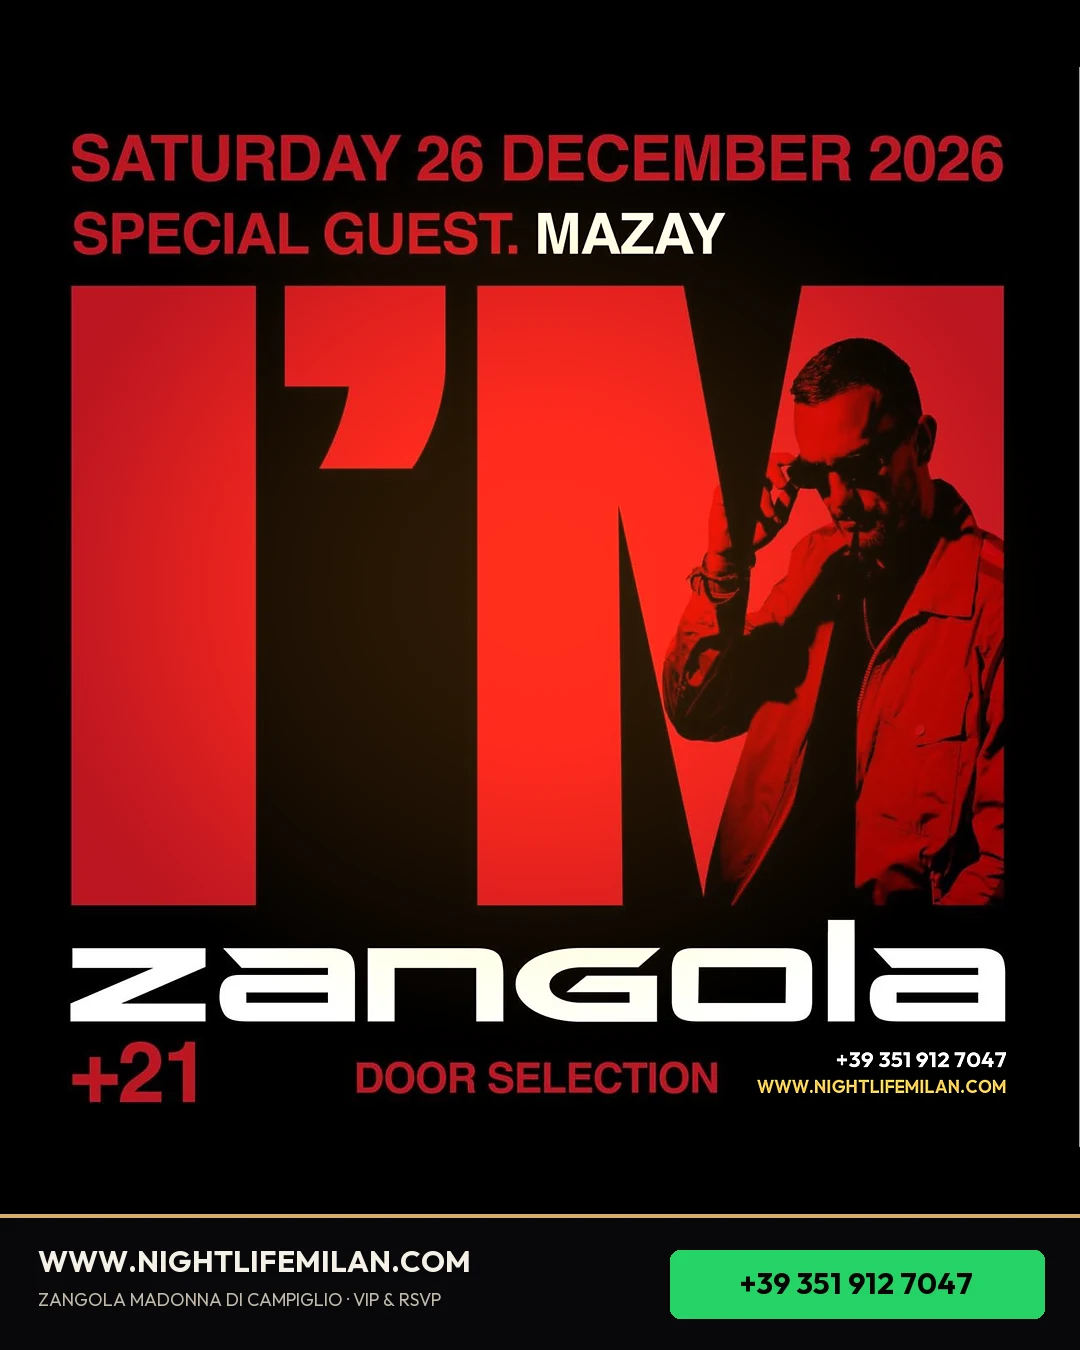 SATURDAY 26 DECEMBER 2026
SPECIAL GUEST. MAZAY
I'M
zangola
+21
DOOR SELECTION
+39 351 912 7047
WWW.NIGHTLIFEMILAN.COM
WWW.NIGHTLIFEMILAN.COM
ZANGOLA MADONNA DI CAMPIGLIO · VIP & RSVP
+39 351 912 7047